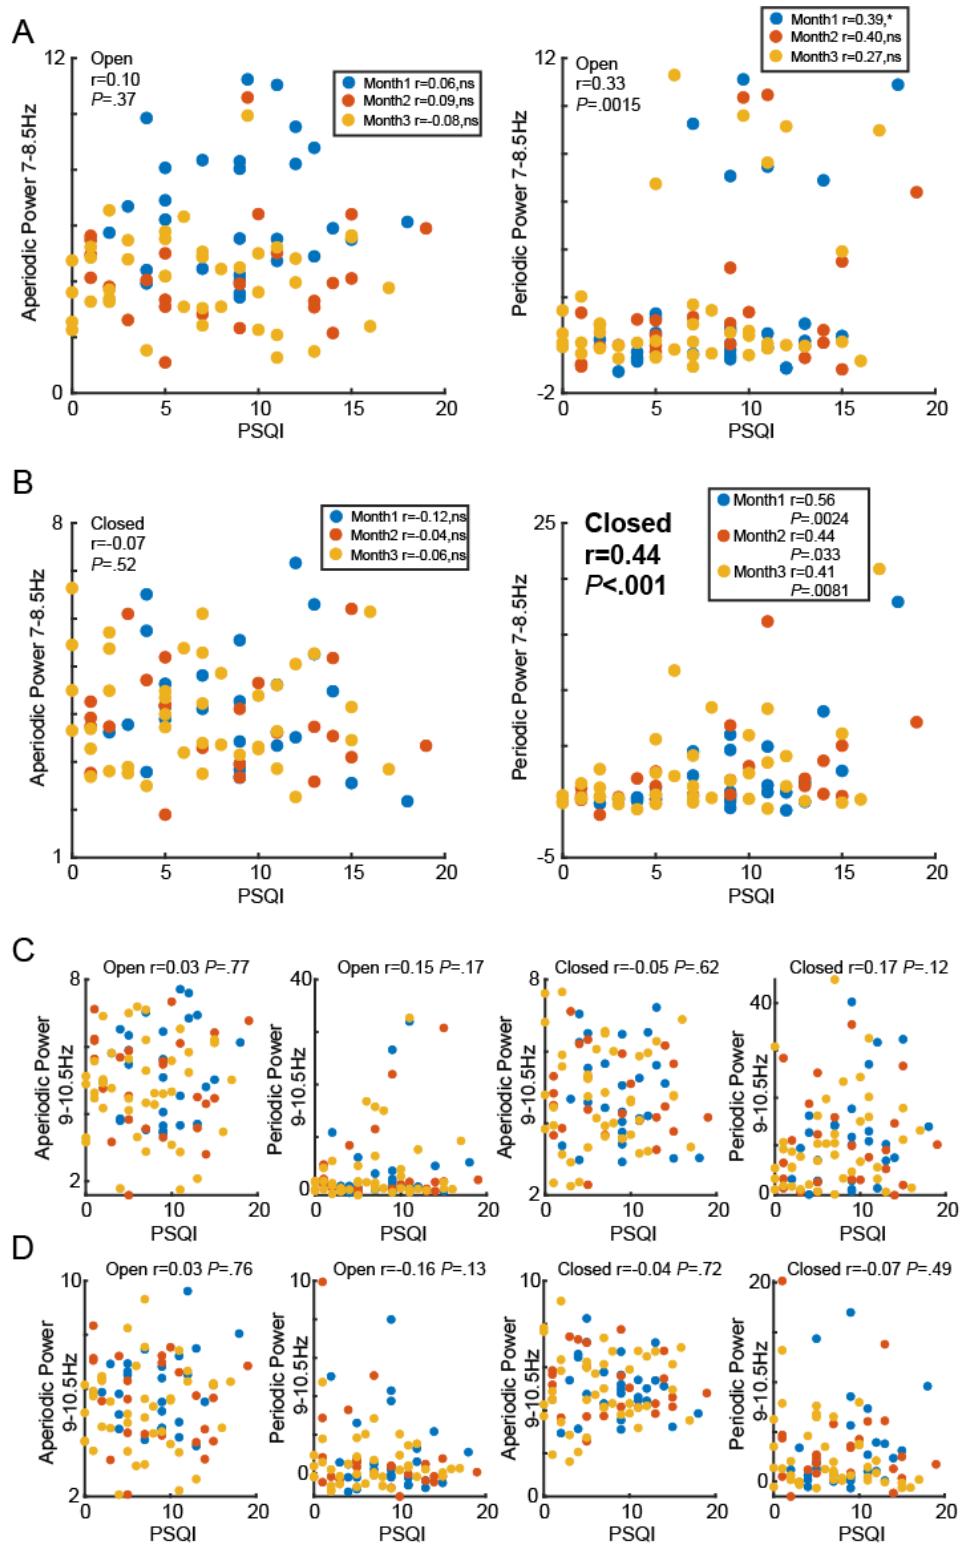 A
Open
r=0.10
P=.37
Month1 r=0.06,ns
Month2 r=0.09,ns
Month3 r=-0.08,ns
12
0
Aperiodic Power 7-8.5Hz
0 5 10 15 20
PSQI
Open
r=0.33
P=.0015
Month1 r=0.39,*
Month2 r=0.40,ns
Month3 r=0.27,ns
12
-2
Periodic Power 7-8.5Hz
0 5 10 15 20
PSQI
B
Closed
r=-0.07
P=.52
Month1 r=-0.12,ns
Month2 r=-0.04,ns
Month3 r=-0.06,ns
8
1
Aperiodic Power 7-8.5Hz
0 5 10 15 20
PSQI
Closed
r=0.44
P<.001
Month1 r=0.56
P=.0024
Month2 r=0.44
P=.033
Month3 r=0.41
P=.0081
25
-5
Periodic Power 7-8.5Hz
0 5 10 15 20
PSQI
C
Open r=0.03 P=.77
8
2
Aperiodic Power
9-10.5Hz
0 10 20
PSQI
Open r=0.15 P=.17
40
0
Periodic Power
9-10.5Hz
0 10 20
PSQI
Closed r=-0.05 P=.62
8
2
Aperiodic Power
9-10.5Hz
0 10 20
PSQI
Closed r=0.17 P=.12
40
0
Periodic Power
9-10.5Hz
0 10 20
PSQI
D
Open r=0.03 P=.76
10
2
Aperiodic Power
9-10.5Hz
0 10 20
PSQI
Open r=-0.16 P=.13
10
0
Periodic Power
9-10.5Hz
0 10 20
PSQI
Closed r=-0.04 P=.72
10
0
Aperiodic Power
9-10.5Hz
0 10 20
PSQI
Closed r=-0.07 P=.49
20
0
Periodic Power
9-10.5Hz
0 10 20
PSQI